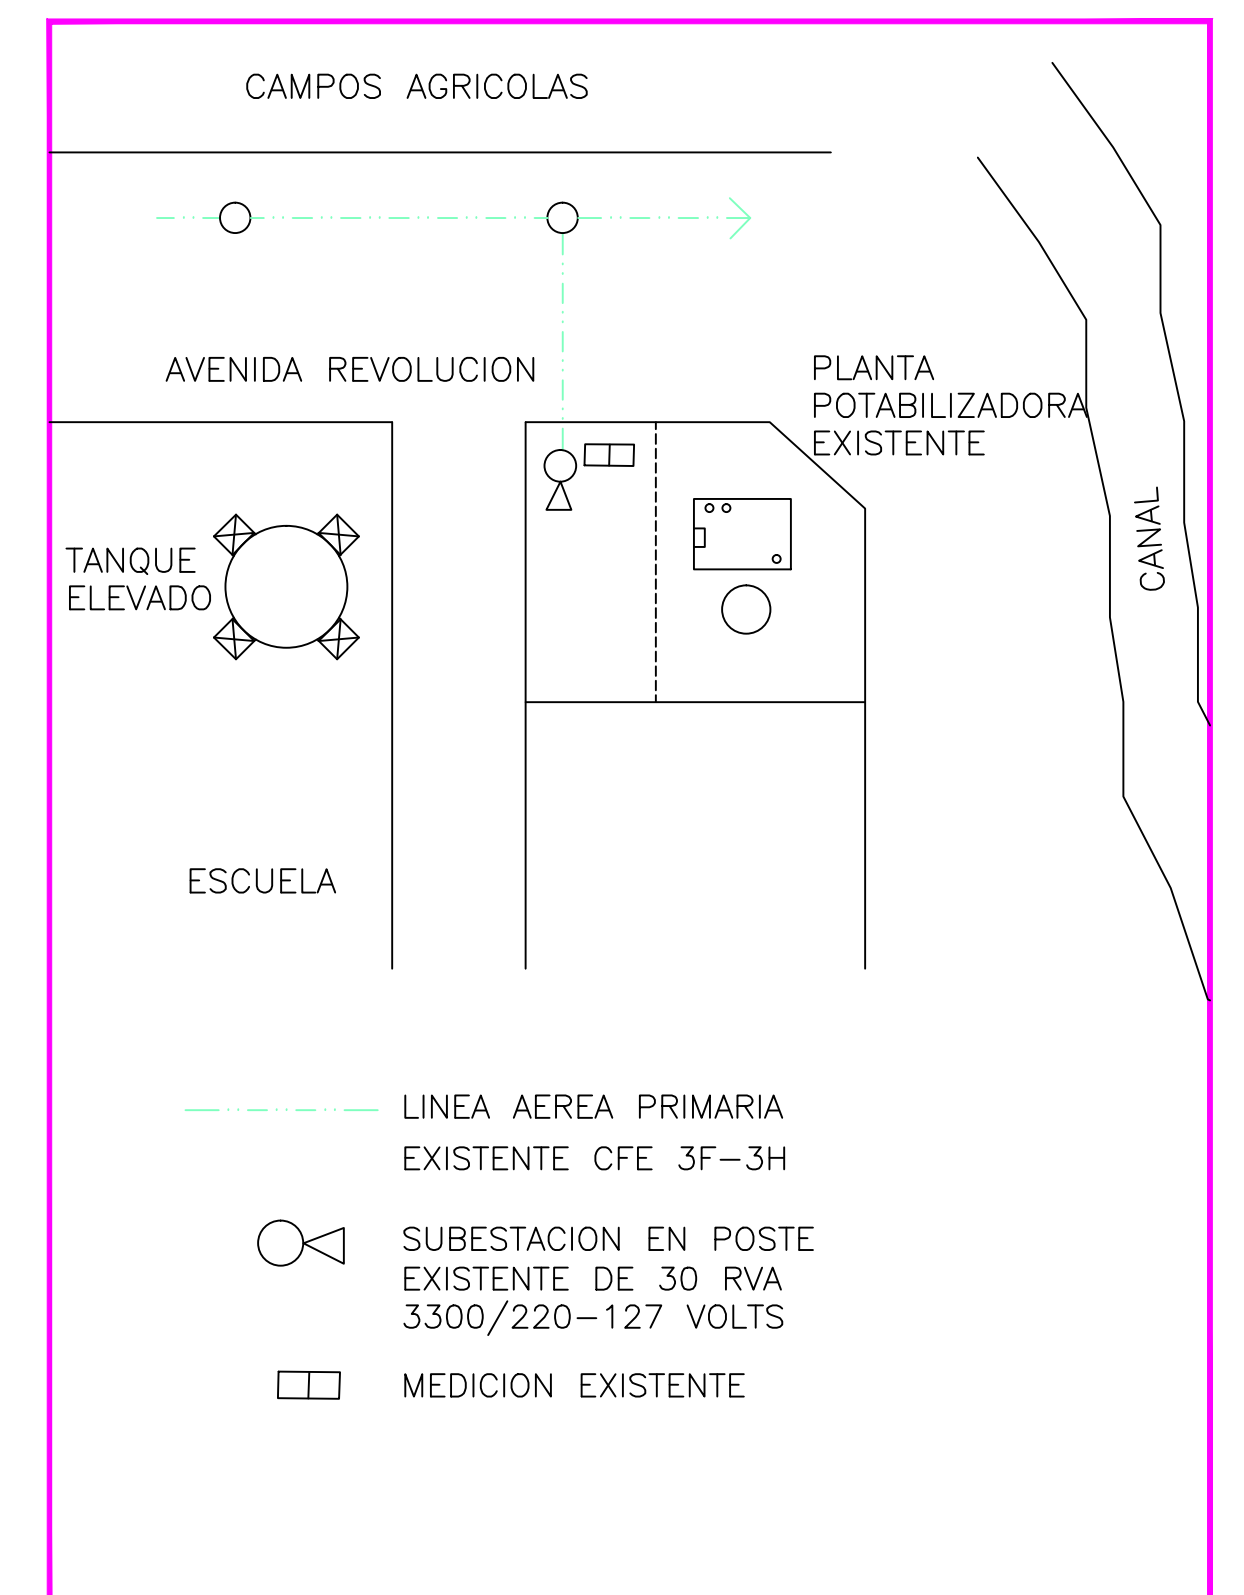 CAMPOS AGRICOLAS
AVENIDA REVOLUCION
PLANTA
POTABILIZADORA
EXISTENTE
CANAL
TANQUE
ELEVADO
ESCUELA
LINEA AEREA PRIMARIA
EXISTENTE CFE 3F-3H
SUBESTACION EN POSTE
EXISTENTE DE 30 RVA
3300/220-127 VOLTS
MEDICION EXISTENTE